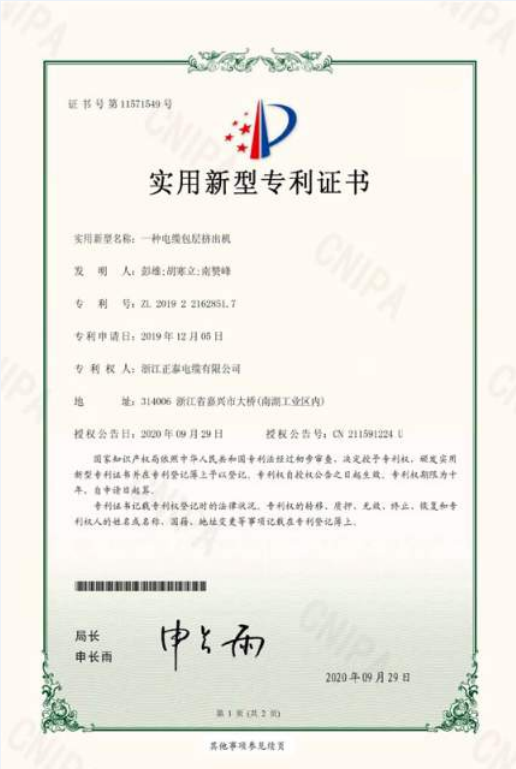 证书号第11571549号
实用新型专利证书
实用新型名称：一种电缆包层挤出机
发 明 人：彭雄;胡寒立;南赞峰
专 利 号：ZL 2019 2 2162851.7
专利申请日：2019年12月05日
专 利 权 人：浙江正泰电缆有限公司
地 址：314006 浙江省嘉兴市大桥(南湖工业区内)
授权公告日：2020年09月29日 授权公告号：CN 211591224 U
国家知识产权局依照中华人民共和国专利法经过初步审查，决定授予专利权，颁发实用
新型专利证书并在专利登记簿上予以登记。专利权自授权公告之日起生效。专利权期限为十
年，自申请日起算。
专利证书记载专利权登记时的法律状况。专利权的转移、质押、无效、终止、恢复和专
利权人的姓名或名称、国籍、地址变更等事项记载在专利登记簿上。
局长
申长雨
申长雨
2020年09月29日
第 1 页 (共 2 页)
其他事项参见续页
CNIPA
CNIPA
CNIPA
CNIPA